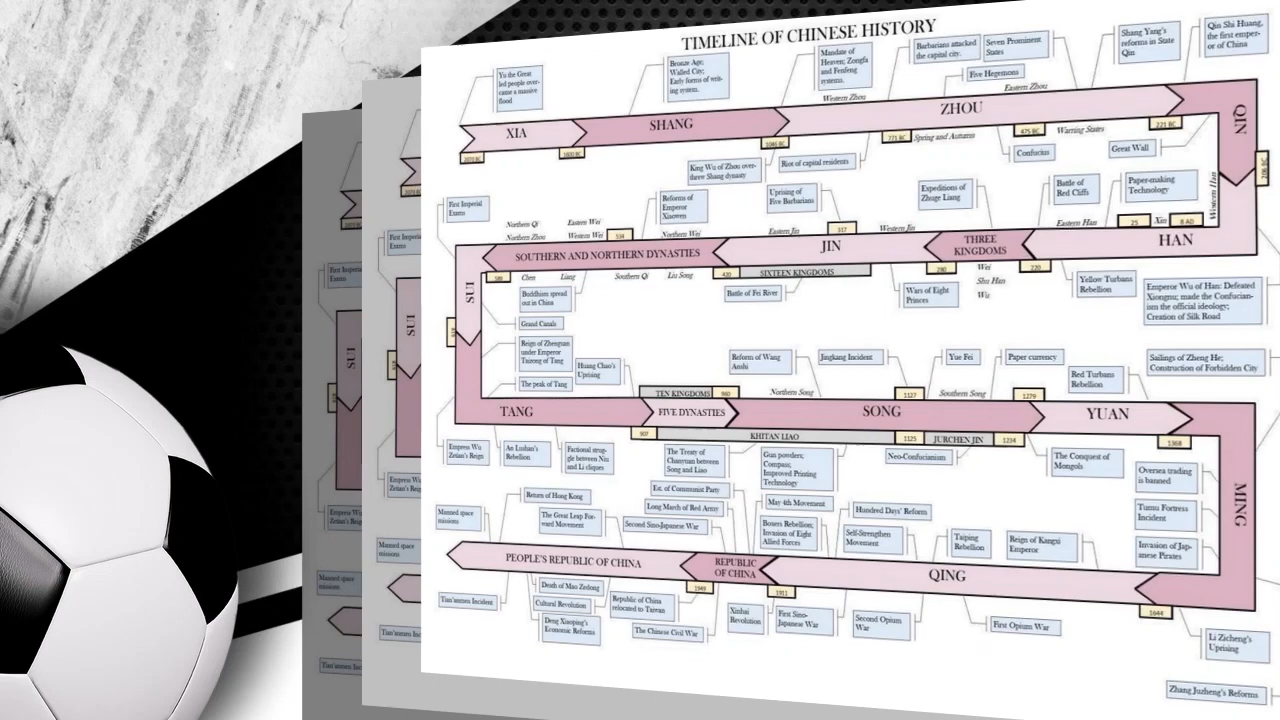 TIMELINE OF CHINESE HISTORY
Yu the Great
led people over-
came a massive
flood
Bronze Age;
Walled City;
Early forms of writ-
ing system.
Mandate of
Heaven; Zongfa
and Fenfeng
systems.
Barbarians attacked
the capital city.
Seven Prominent
States
Five Hegemons
Shang Yang's
reforms in State
Qin
Qin Shi Huang,
the first emper-
or of China
Western Zhou
Eastern Zhou
XIA
SHANG
ZHOU
QIN
2070 BC
1600 BC
1046 BC
771 BC
Spring and Autumn
475 BC
Warring States
221 BC
206 BC
King Wu of Zhou over-
threw Shang dynasty
Riot of capital residents
Confucius
Great Wall
First Imperial
Exams
Reforms of
Emperor
Xiaowen
Uprising of
Five Barbarians
Expeditions of
Zhuge Liang
Battle of
Red Cliffs
Paper-making
Technology
Western Han
Northern Qi
Northern Zhou
Eastern Wei
Western Wei
534
Northern Wei
Eastern Jin
317
Western Jin
Eastern Han
25
Xin
8 AD
SOUTHERN AND NORTHERN DYNASTIES
JIN
THREE
KINGDOMS
HAN
SUI
Chen
Liang
Southern Qi
Liu Song
420
SIXTEEN KINGDOMS
280
Wei
Shu Han
Wu
220
Buddhism spread
out in China
Battle of Fei River
Wars of Eight
Princes
Yellow Turbans
Rebellion
Emperor Wu of Han: Defeated
Xiongnu; made the Confucian-
ism the official ideology;
Creation of Silk Road
Grand Canals
Reign of Zhenguan
under Emperor
Taizong of Tang
Huang Chao's
Uprising
The peak of Tang
Reform of Wang
Anshi
Jingkang Incident
Yue Fei
Paper currency
Red Turbans
Rebellion
Sailings of Zheng He;
Construction of Forbidden City
TEN KINGDOMS
960
Northern Song
1127
Southern Song
1279
TANG
FIVE DYNASTIES
SONG
YUAN
MING
907
KHITAN LIAO
1125
JURCHEN JIN
1234
1368
Empress Wu
Zetian's Reign
An Lushan's
Rebellion
Factional strug-
gle between Niu
and Li cliques
The Treaty of
Chanyuan between
Song and Liao
Gun powders;
Compass;
Improved Printing
Technology
Neo-Confucianism
The Conquest of
Mongols
Oversea trading
is banned
Tumu Fortress
Incident
Invasion of Jap-
anese Pirates
Manned space
missions
Return of Hong Kong
The Great Leap For-
ward Movement
Est. of Communist Party
Long March of Red Army
Second Sino-Japanese War
May 4th Movement
Boxers Rebellion;
Invasion of Eight
Allied Forces
Hundred Days' Reform
Self-Strengthen
Movement
Taiping
Rebellion
Reign of Kangxi
Emperor
PEOPLE'S REPUBLIC OF CHINA
REPUBLIC
OF CHINA
QING
1949
1911
1644
Tian'anmen Incident
Death of Mao Zedong
Cultural Revolution
Deng Xiaoping's
Economic Reforms
Republic of China
relocated to Taiwan
The Chinese Civil War
Xinhai
Revolution
First Sino-
Japanese War
Second Opium
War
First Opium War
Li Zicheng's
Uprising
Zhang Juzheng's Reforms